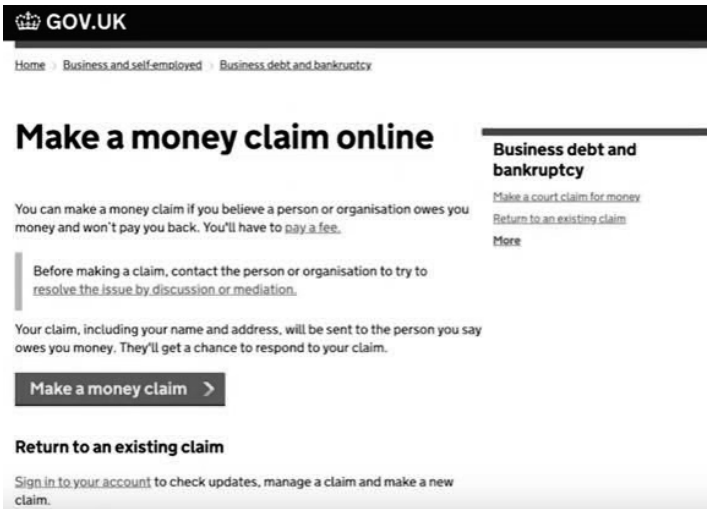 GOV.UK
Home > Business and self-employed > Business debt and bankruptcy
Make a money claim online
You can make a money claim if you believe a person or organisation owes you
money and won't pay you back. You'll have to pay a fee.
Before making a claim, contact the person or organisation to try to
resolve the issue by discussion or mediation.
Your claim, including your name and address, will be sent to the person you say
owes you money. They'll get a chance to respond to your claim.
Make a money claim >
Return to an existing claim
Sign in to your account to check updates, manage a claim and make a new
claim.
Business debt and
bankruptcy
Make a court claim for money
Return to an existing claim
More